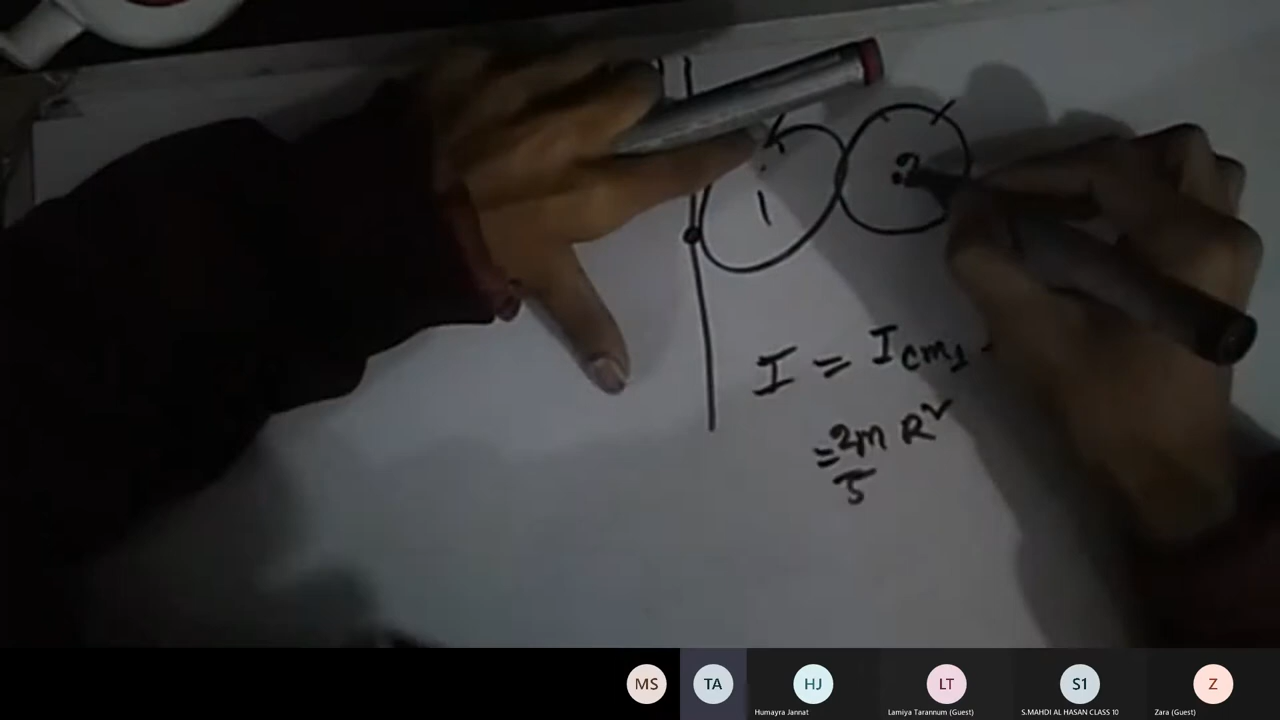 1
2
I = Icm1
= 2m/5 R²
MS
TA
HJ
LT
S1
Z
Humayra Jannat
Lamiya Tarannum (Guest)
S.MAHDI AL HASAN CLASS 10
Zara (Guest)